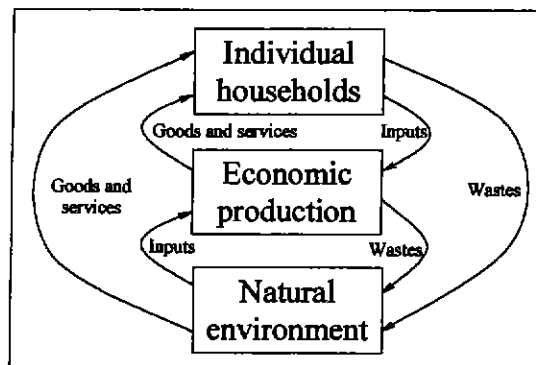 Individual
households
Goods and services
Inputs
Goods and
services
Economic
production
Wastes
Inputs
Wastes
Natural
environment